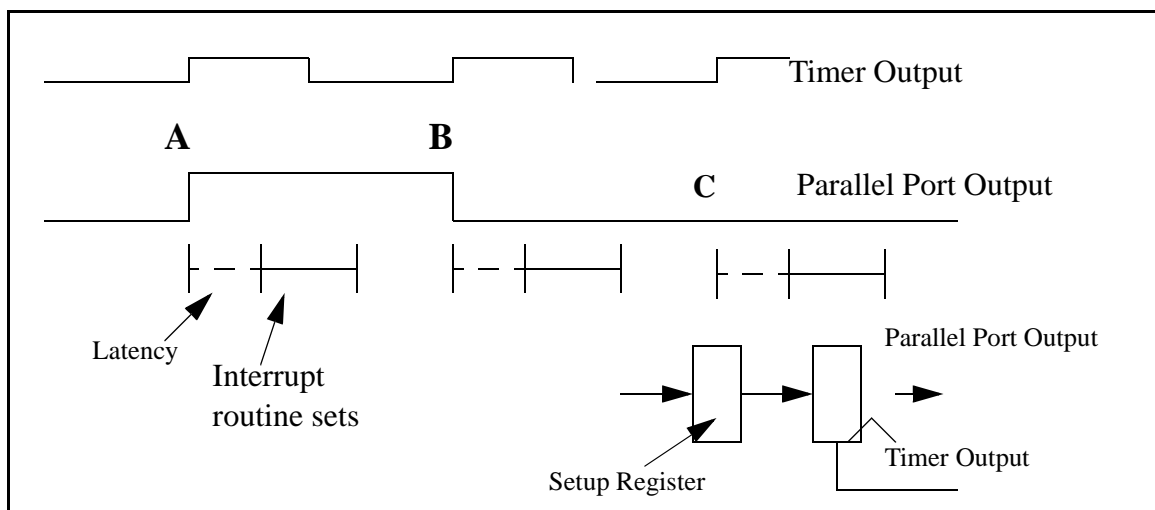 Timer Output
A
B
C
Parallel Port Output
Latency
Interrupt
routine sets
Parallel Port Output
Setup Register
Timer Output